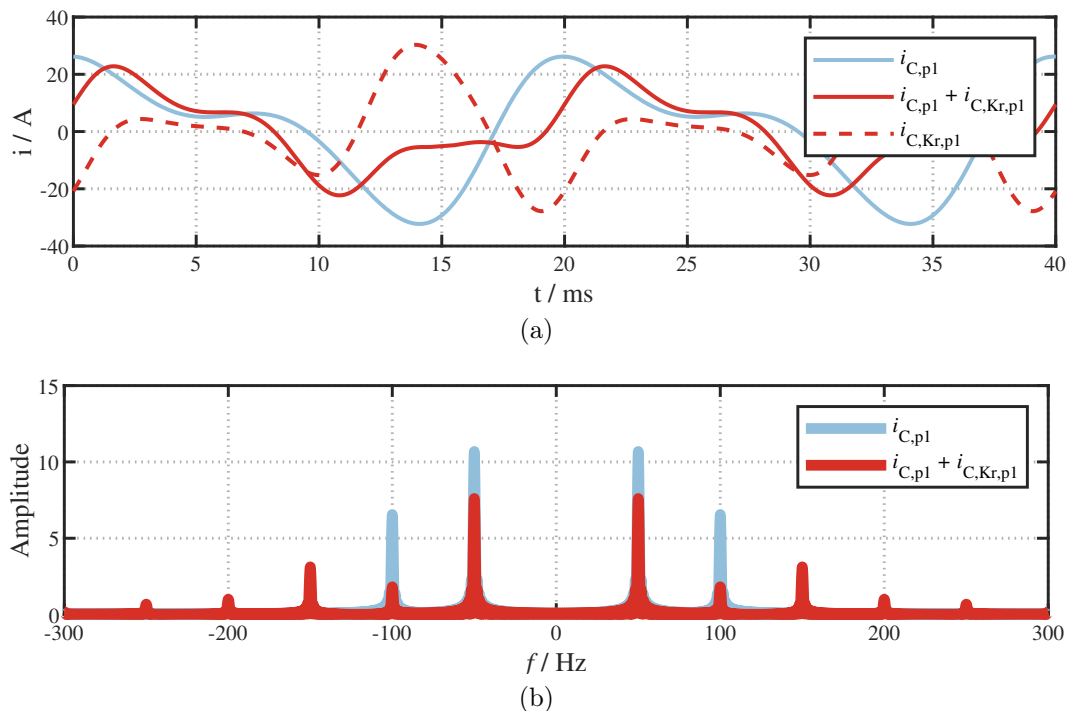 i / A
40
20
0
-20
-40
i_C,p1
i_C,p1 + i_C,Kr,p1
i_C,Kr,p1
0 5 10 15 20 25 30 35 40
t / ms
(a)
Amplitude
15
10
5
0
i_C,p1
i_C,p1 + i_C,Kr,p1
-300 -200 -100 0 100 200 300
f / Hz
(b)